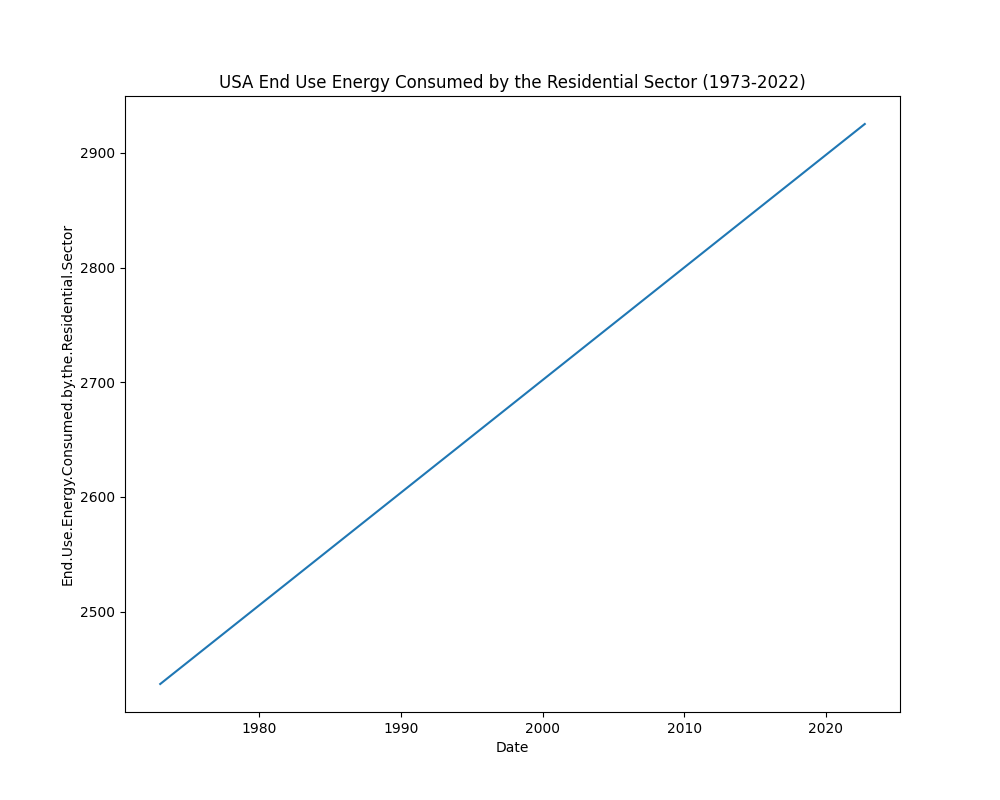 USA End Use Energy Consumed by the Residential Sector (1973-2022)
End.Use.Energy.Consumed.by.the.Residential.Sector
2900
2800
2700
2600
2500
1980 1990 2000 2010 2020
Date